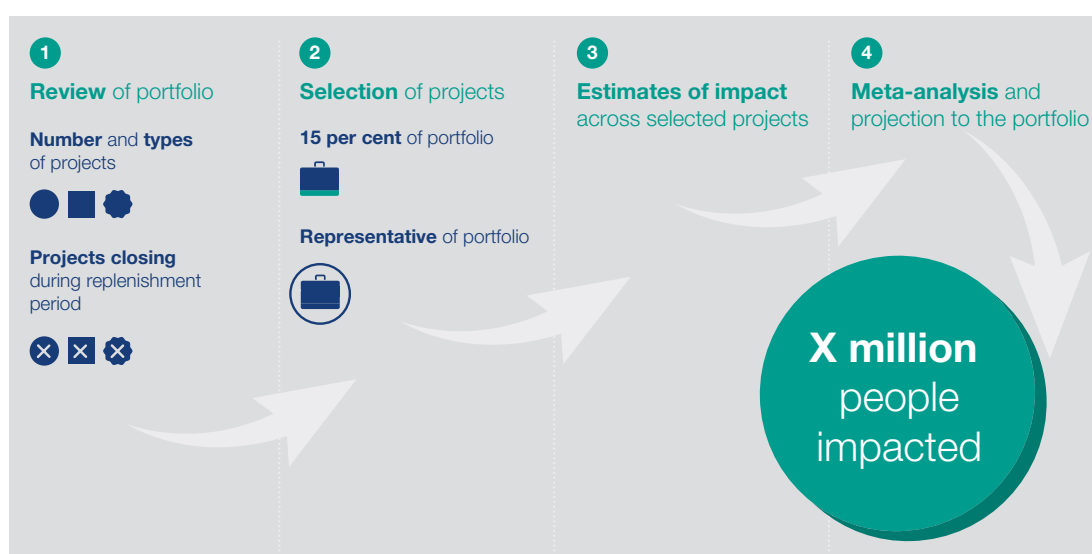 1
Review of portfolio
Number and types
of projects
Projects closing
during replenishment
period
2
Selection of projects
15 per cent of portfolio
Representative of portfolio
3
Estimates of impact
across selected projects
4
Meta-analysis and
projection to the portfolio
X million
people
impacted